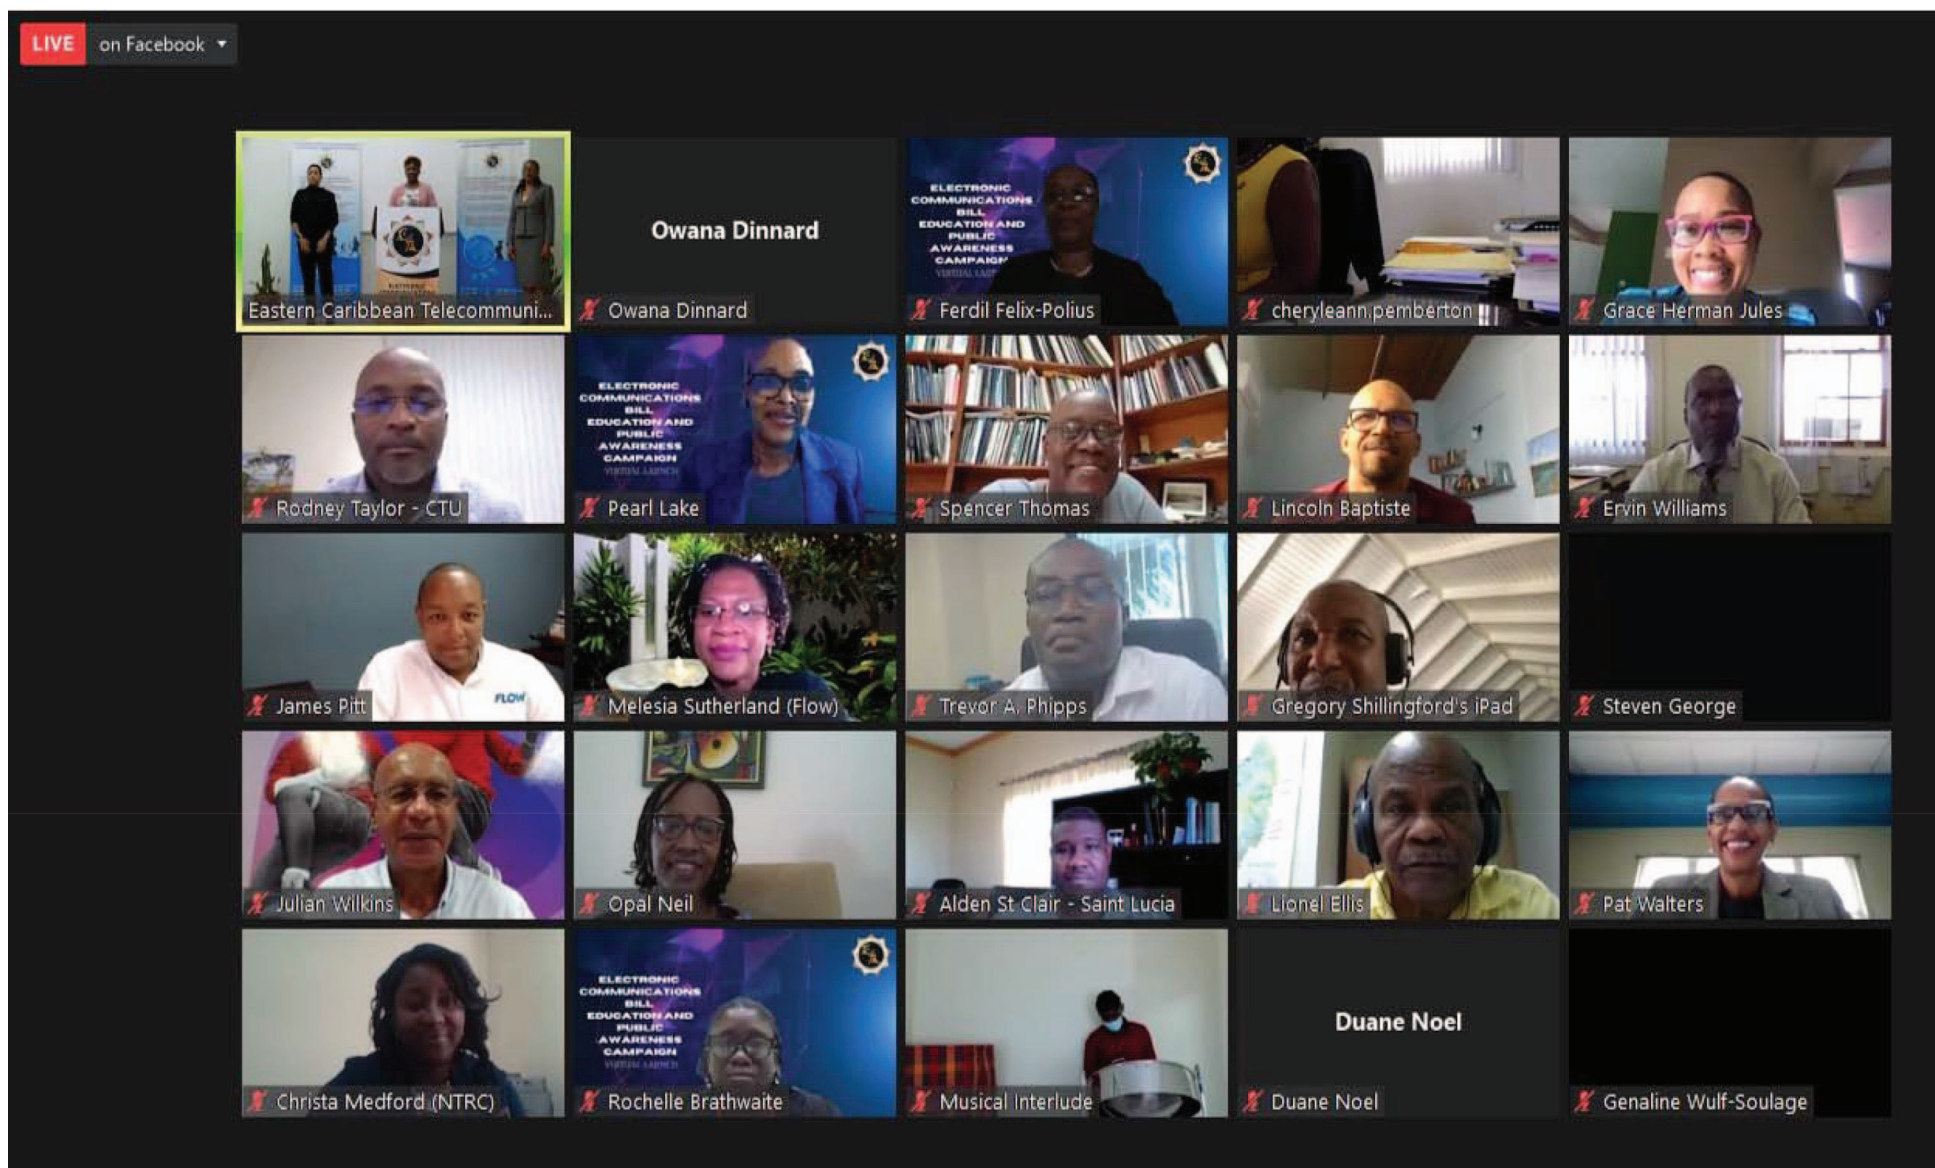 LIVE on Facebook
Eastern Caribbean Telecommuni...
Owana Dinnard
Owana Dinnard
ELECTRONIC
COMMUNICATIONS
BILL
EDUCATION AND
PUBLIC
AWARENESS
CAMPAIGN
Ferdil Felix-Polius
cheryleann.pemberton
Grace Herman Jules
Rodney Taylor - CTU
ELECTRONIC
COMMUNICATIONS
BILL
EDUCATION AND
PUBLIC
AWARENESS
CAMPAIGN
VIRTUAL LAUNCH
Pearl Lake
Spencer Thomas
Lincoln Baptiste
Ervin Williams
FLOW
James Pitt
Melesia Sutherland (Flow)
Trevor A. Phipps
Gregory Shillingford's iPad
Steven George
Julian Wilkins
Opal Neil
Alden St Clair - Saint Lucia
Lionel Ellis
Pat Walters
Christa Medford (NTRC)
ELECTRONIC
COMMUNICATIONS
BILL
EDUCATION AND
PUBLIC
AWARENESS
CAMPAIGN
VIRTUAL LAUNCH
Rochelle Brathwaite
Musical Interlude
Duane Noel
Duane Noel
Genaline Wulf-Soulage